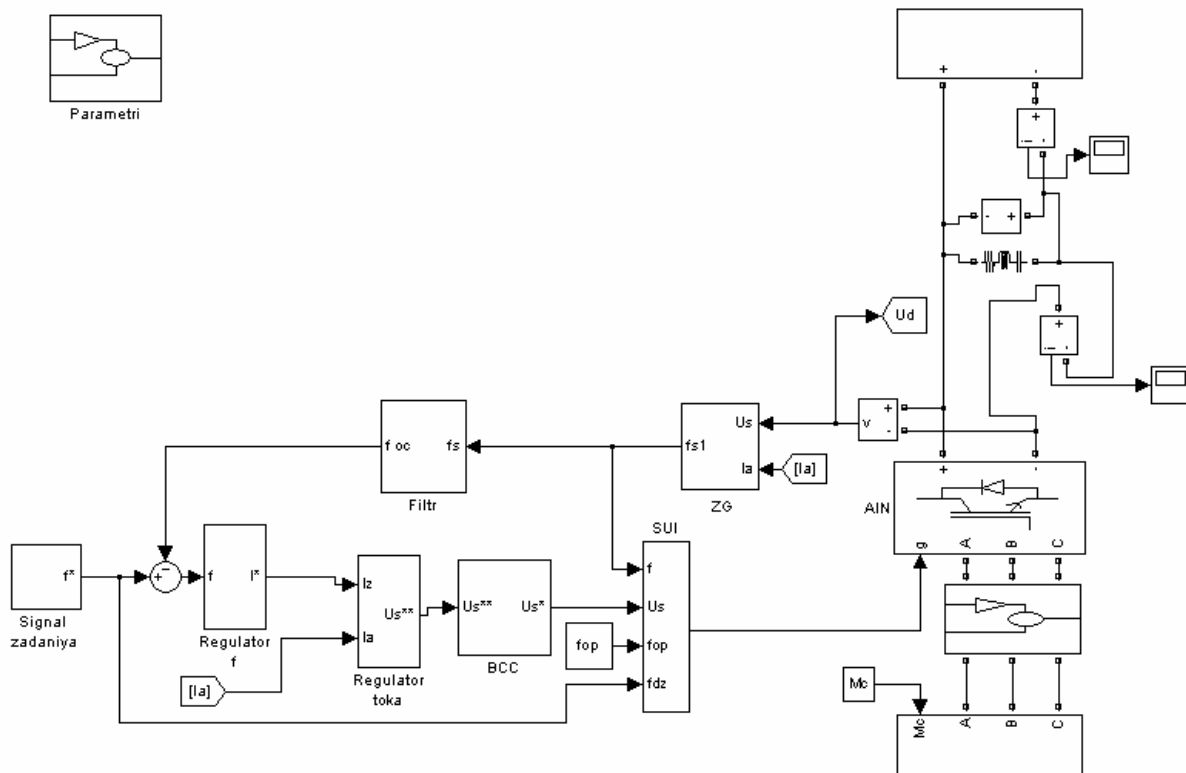 Parametri
+
-
+
-
- +
+
-
Ud
v
+
-
Us
fs1
Ia
[Ia]
ZG
f oc
fs
Filtr
+ -
AIN
g
A
B
C
SUI
f
Us
fop
fdz
f*
Signal
zadaniya
+ −
f
I*
Regulator
f
Iz
Us**
Ia
Regulator
toka
[Ia]
Us**
Us*
BCC
fop
Mc
Mc
A
B
C